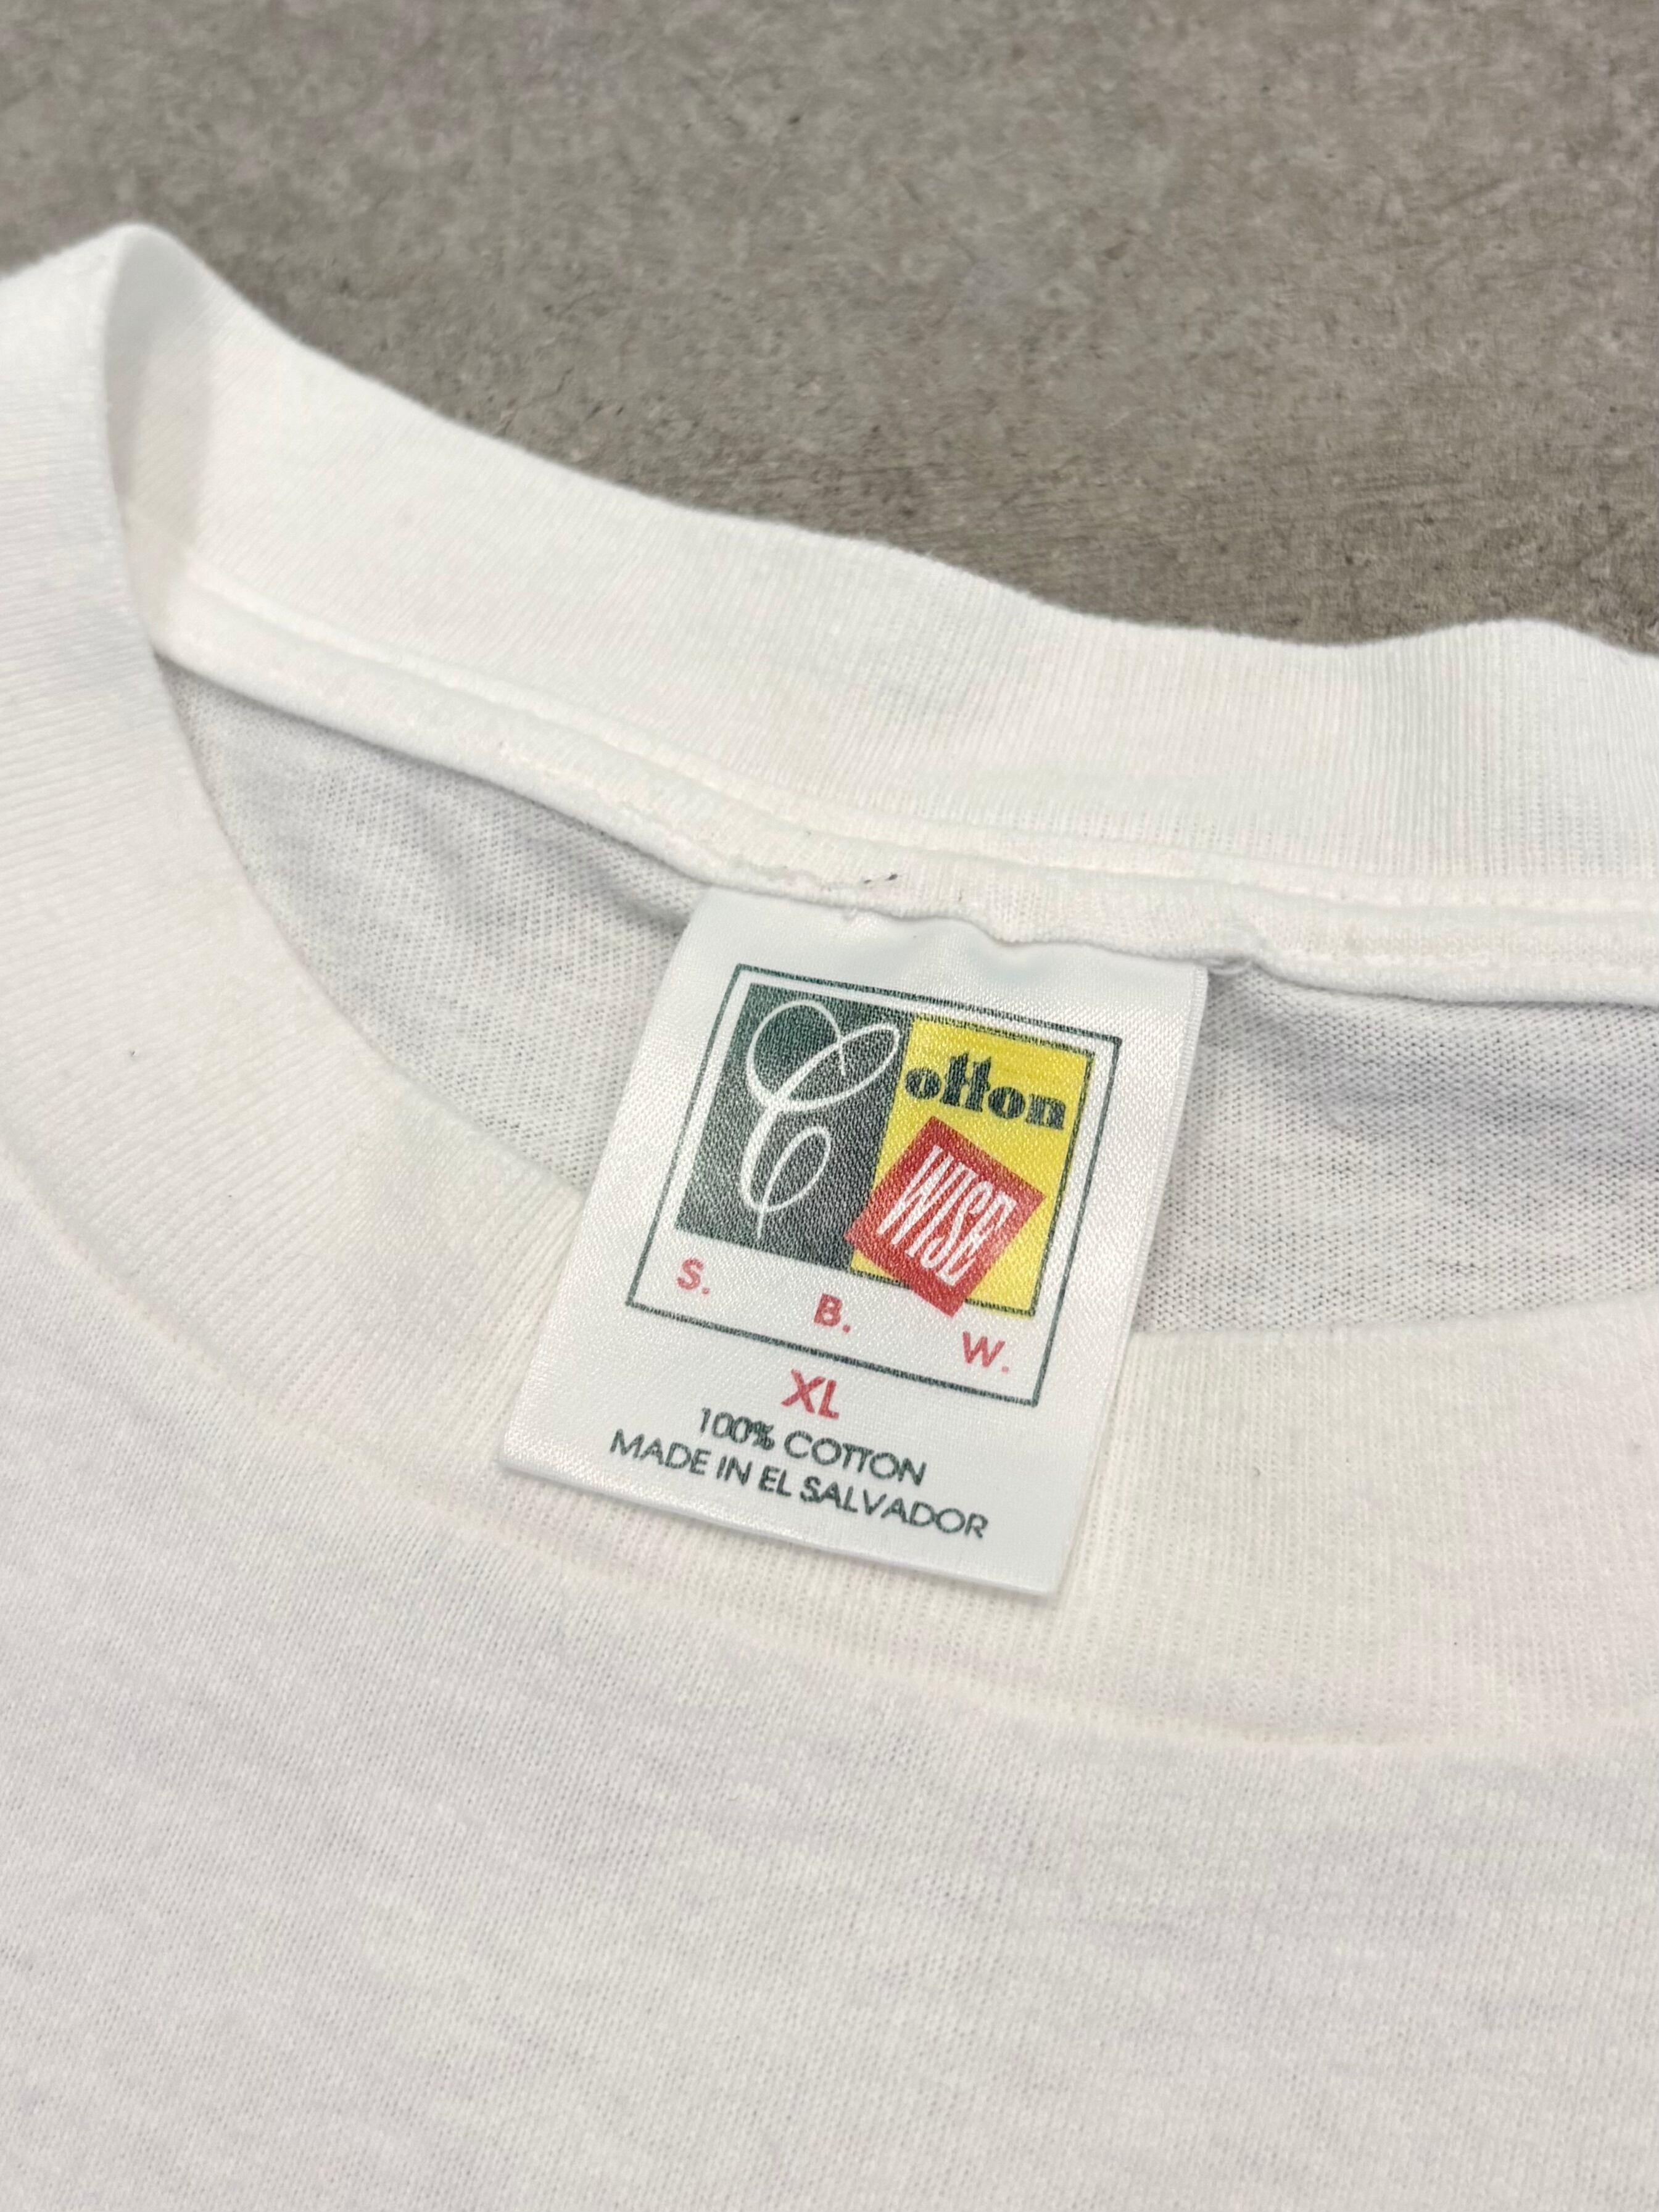 Cotton
WISE
S. B. W.
XL
100% COTTON
MADE IN EL SALVADOR